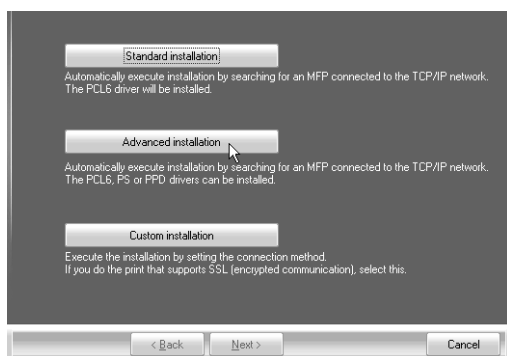 Standard installation
Automatically execute installation by searching for an MFP connected to the TCP/IP network.
The PCL6 driver will be installed.
Advanced installation
Automatically execute installation by searching for an MFP connected to the TCP/IP network.
The PCL6, PS or PPD drivers can be installed.
Custom installation
Execute the installation by setting the connection method.
If you do the print that supports SSL (encrypted communication), select this.
< Back Next > Cancel